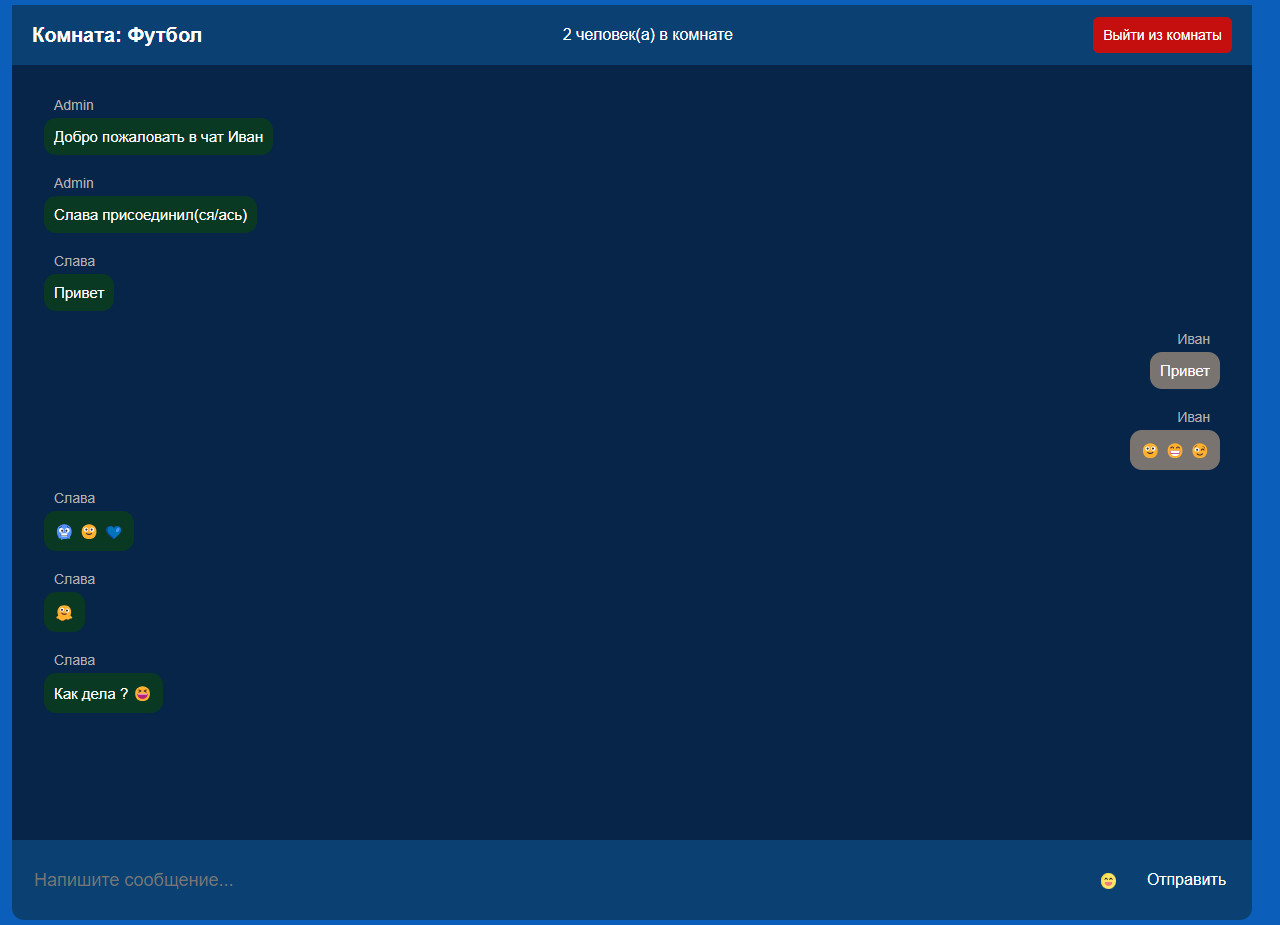 Комната: Футбол
2 человек(а) в комнате
Выйти из комнаты
Admin
Добро пожаловать в чат Иван
Admin
Слава присоединил(ся/ась)
Слава
Привет
Иван
Привет
Иван
Слава
Слава
Слава
Как дела ?
Напишите сообщение...
Отправить